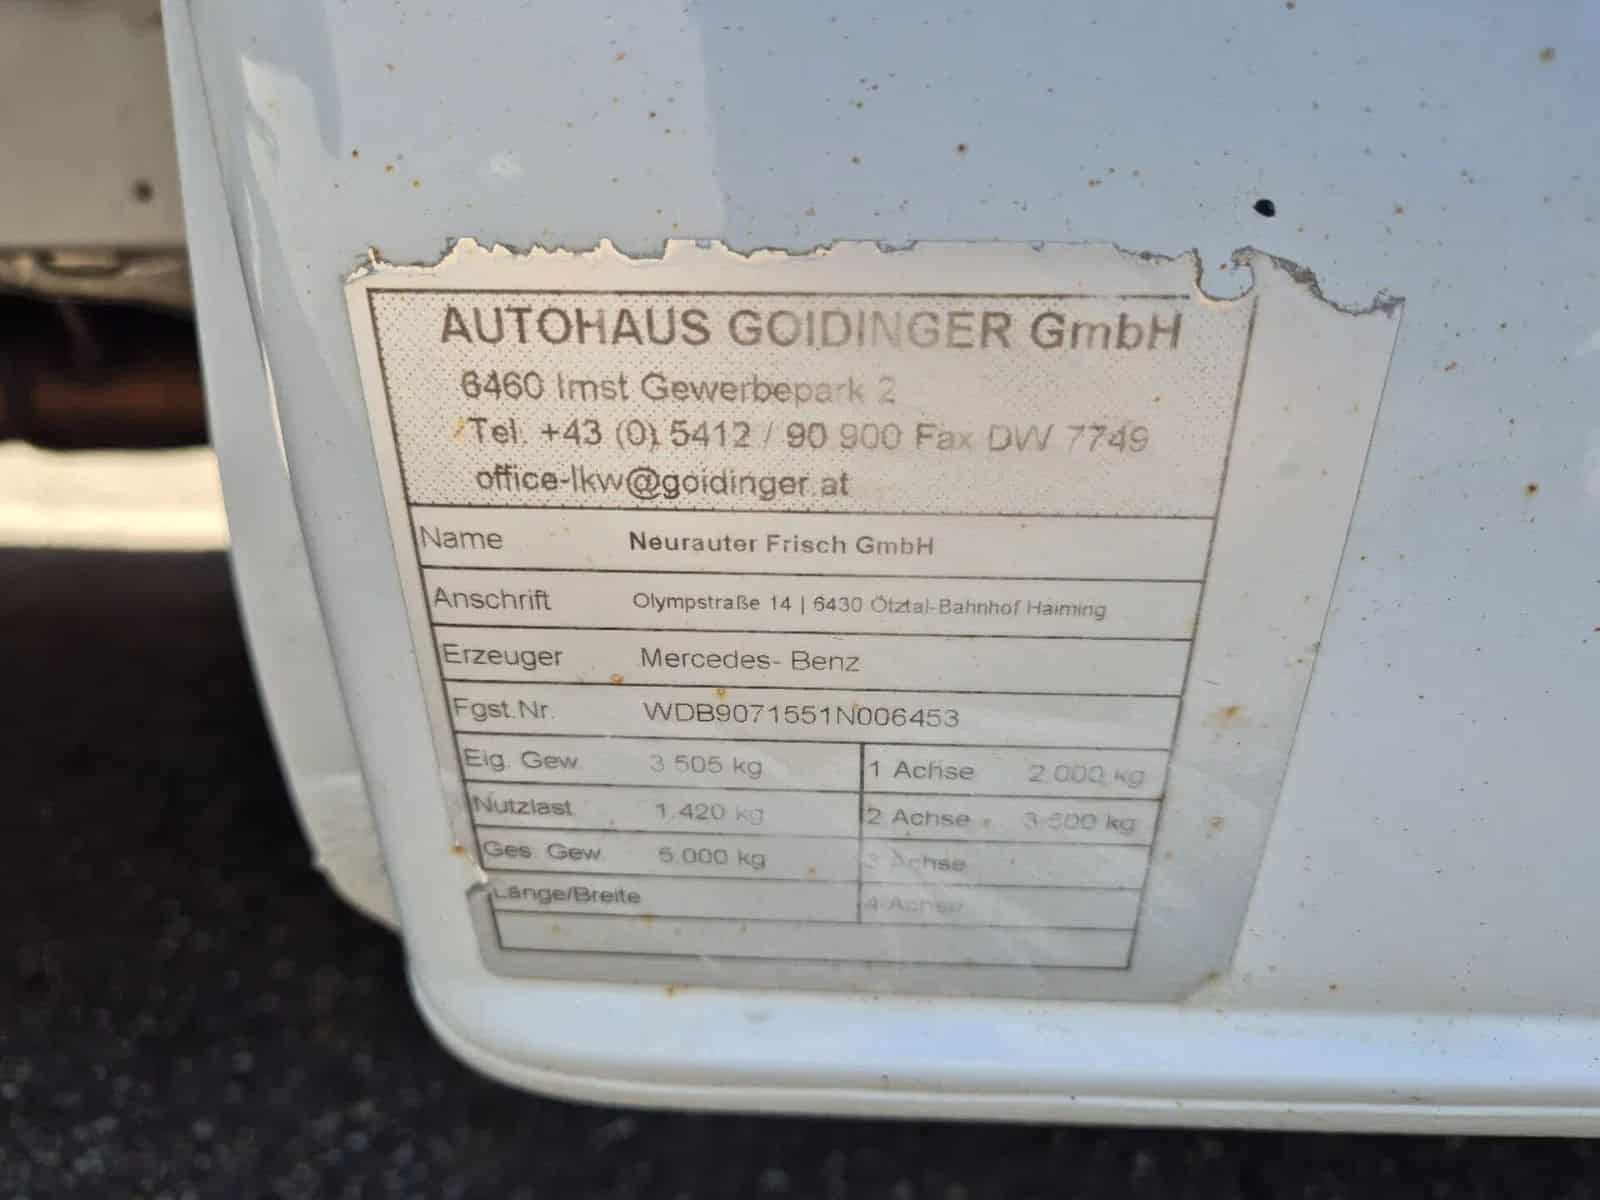 AUTOHAUS GOIDINGER GmbH
6460 Imst Gewerbepark 2
Tel. +43 (0) 5412 / 90 900 Fax DW 7749
office-lkw@goidinger.at
Name Neurauter Frisch GmbH
Anschrift Olympstraße 14 | 6430 Ötztal-Bahnhof Haiming
Erzeuger Mercedes- Benz
Fgst.Nr. WDB9071551N006453
Eig. Gew. 3 505 kg 1 Achse 2 000 kg
Nutzlast 1.420 kg 2 Achse 3 500 kg
Ges. Gew. 5.000 kg 3 Achse
Länge/Breite 4 Achse